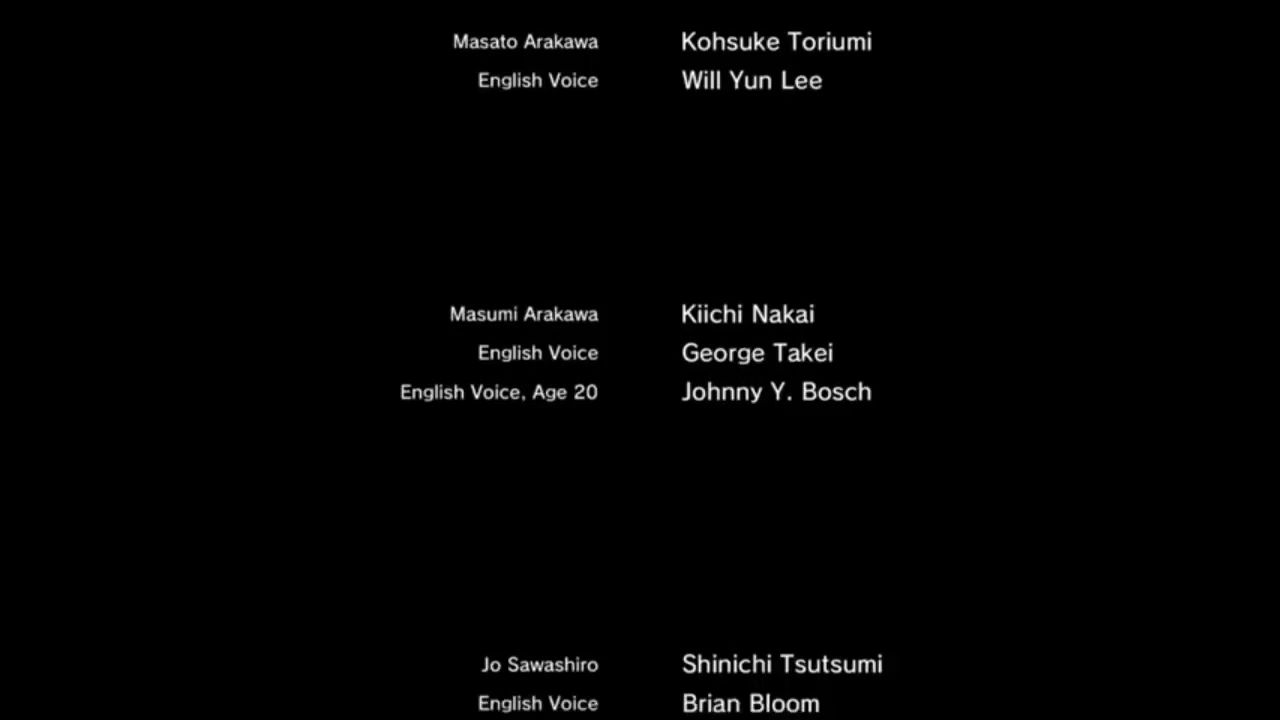 Masato Arakawa Kohsuke Toriumi
English Voice Will Yun Lee
Masumi Arakawa Kiichi Nakai
English Voice George Takei
English Voice, Age 20 Johnny Y. Bosch
Jo Sawashiro Shinichi Tsutsumi
English Voice Brian Bloom